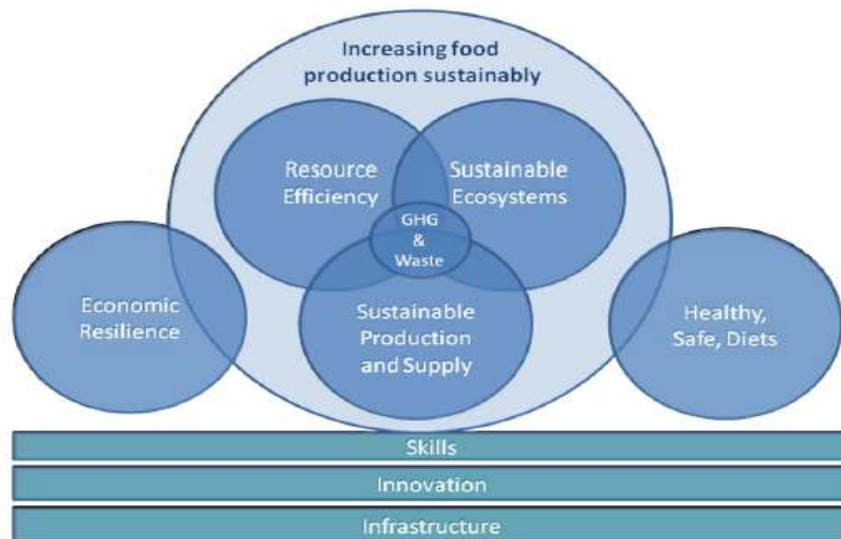 Increasing food
production sustainably
Resource
Efficiency
Sustainable
Ecosystems
GHG
&
Waste
Economic
Resilience
Sustainable
Production
and Supply
Healthy,
Safe, Diets
Skills
Innovation
Infrastructure